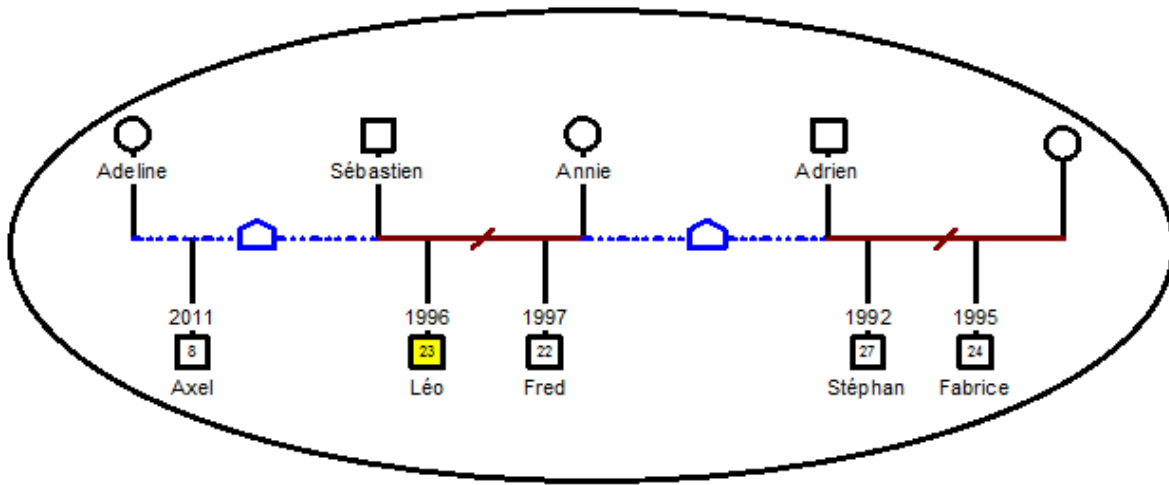 Adeline Sébastien Annie Adrien
2011 1996 1997 1992 1995
8 23 22 27 24
Axel Léo Fred Stéphan Fabrice